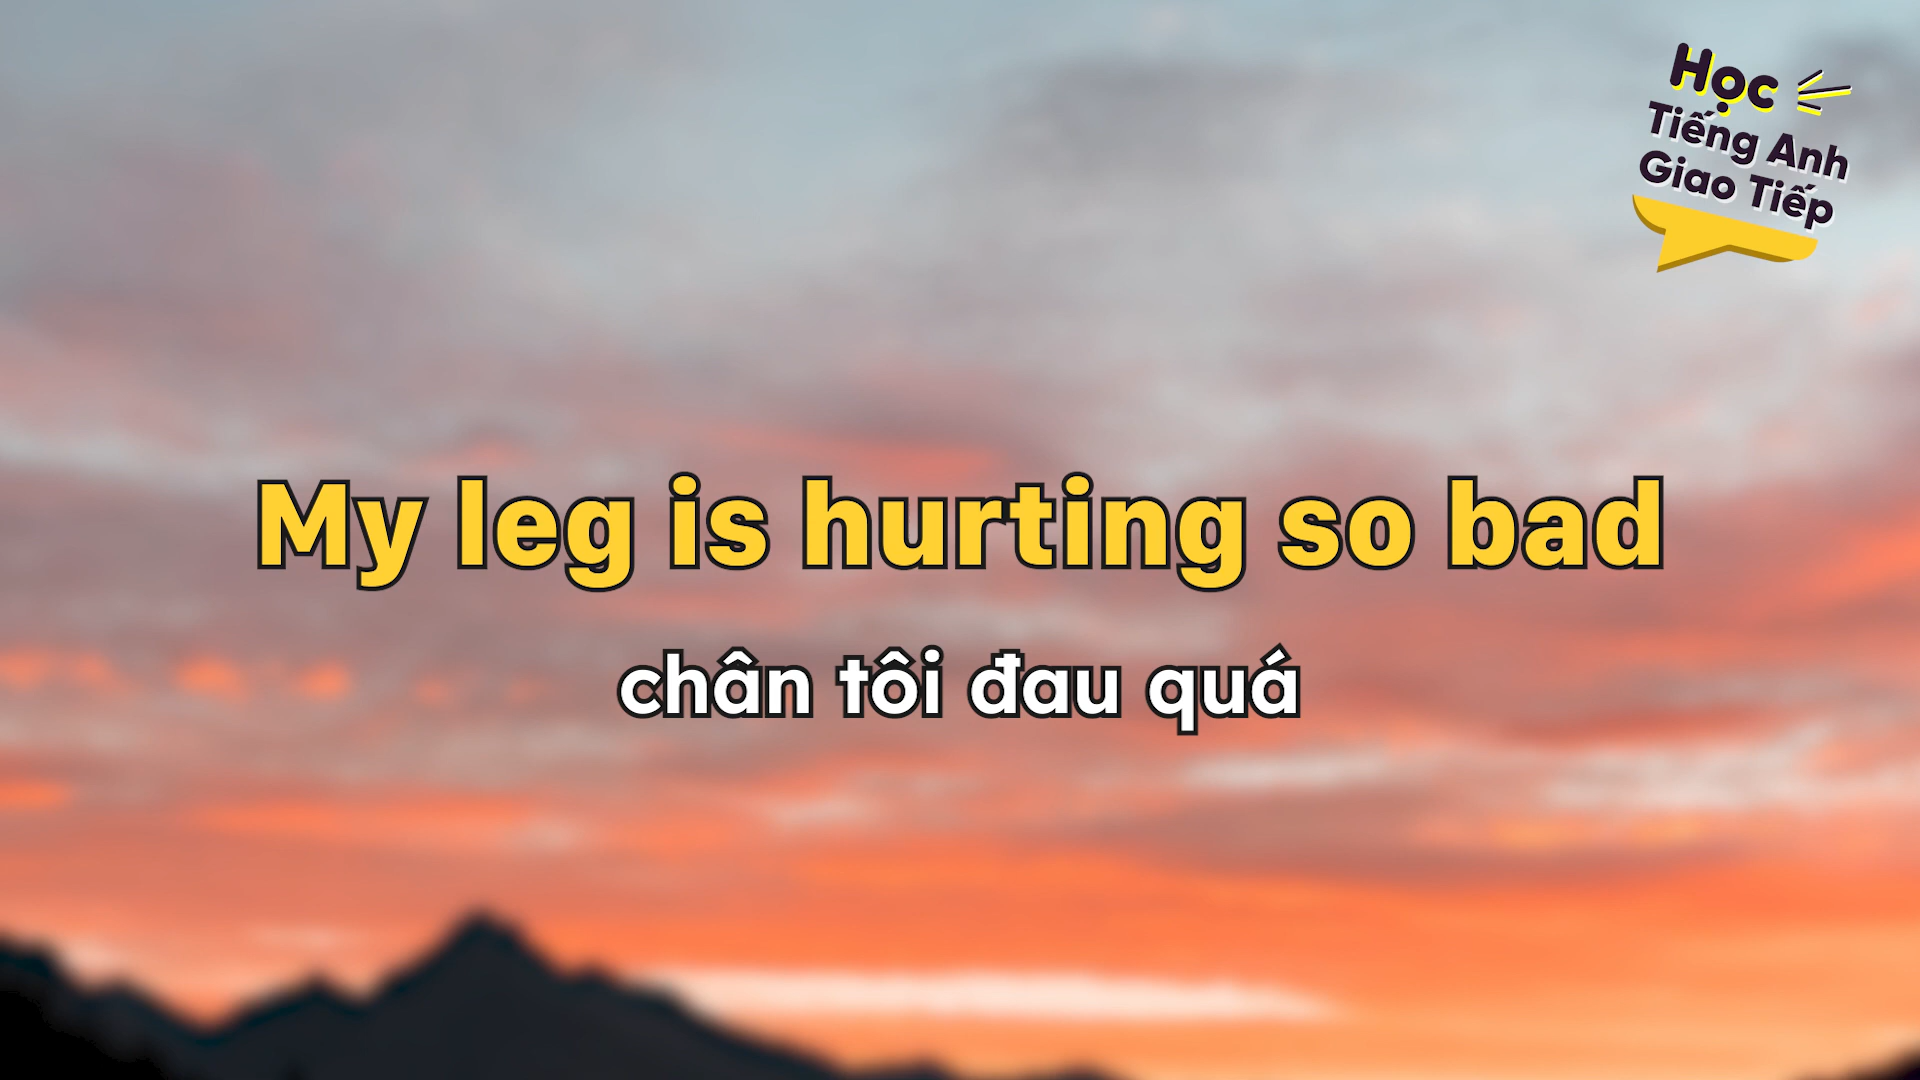 Học
Tiếng Anh
Giao Tiếp
My leg is hurting so bad
chân tôi đau quá